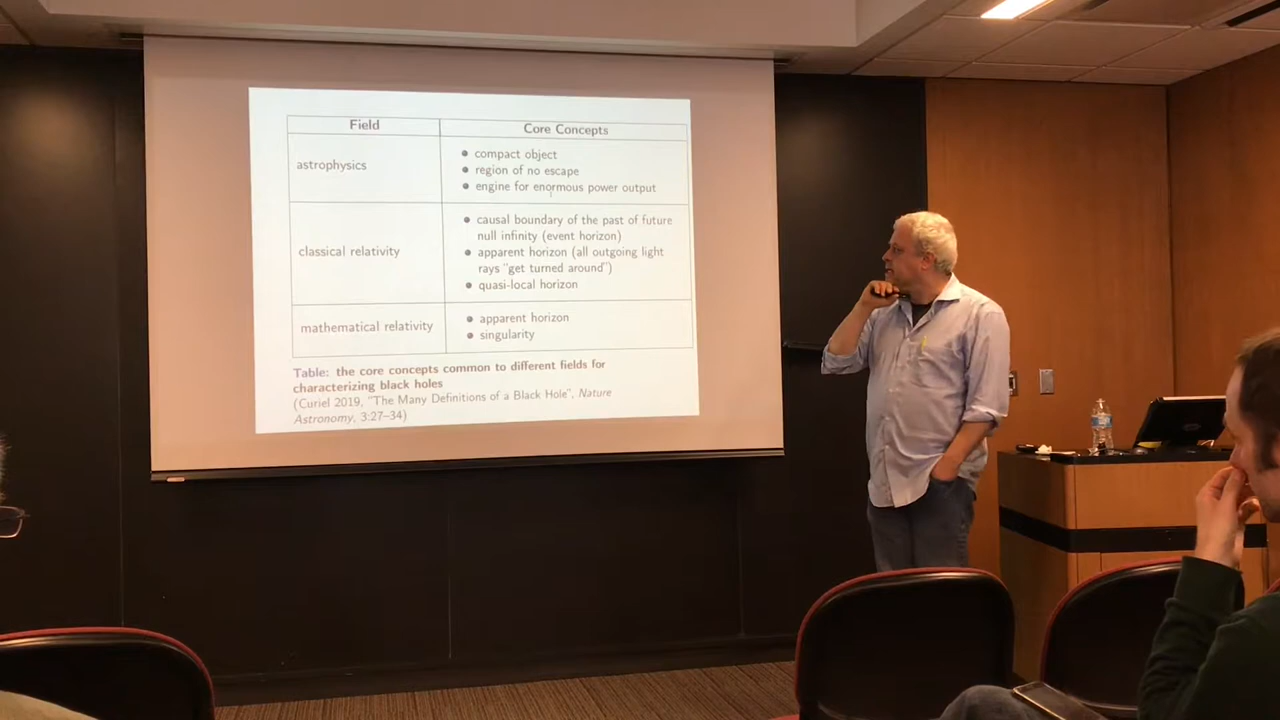 Field Core Concepts
astrophysics
• compact object
• region of no escape
• engine for enormous power output
classical relativity
• causal boundary of the past of future
null infinity (event horizon)
• apparent horizon (all outgoing light
rays "get turned around")
• quasi-local horizon
mathematical relativity
• apparent horizon
• singularity
Table: the core concepts common to different fields for
characterizing black holes
(Curiel 2019, "The Many Definitions of a Black Hole", Nature
Astronomy, 3:27–34)